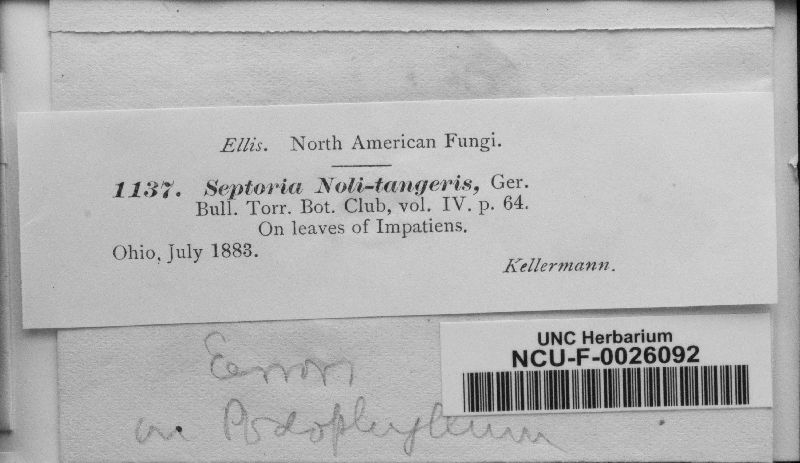 Ellis. North American Fungi.
1137. Septoria Noli-tangeris, Ger.
Bull. Torr. Bot. Club, vol. IV. p. 64.
On leaves of Impatiens.
Ohio, July 1883.
Kellermann.
UNC Herbarium
NCU-F-0026092
Error
on Podophyllum